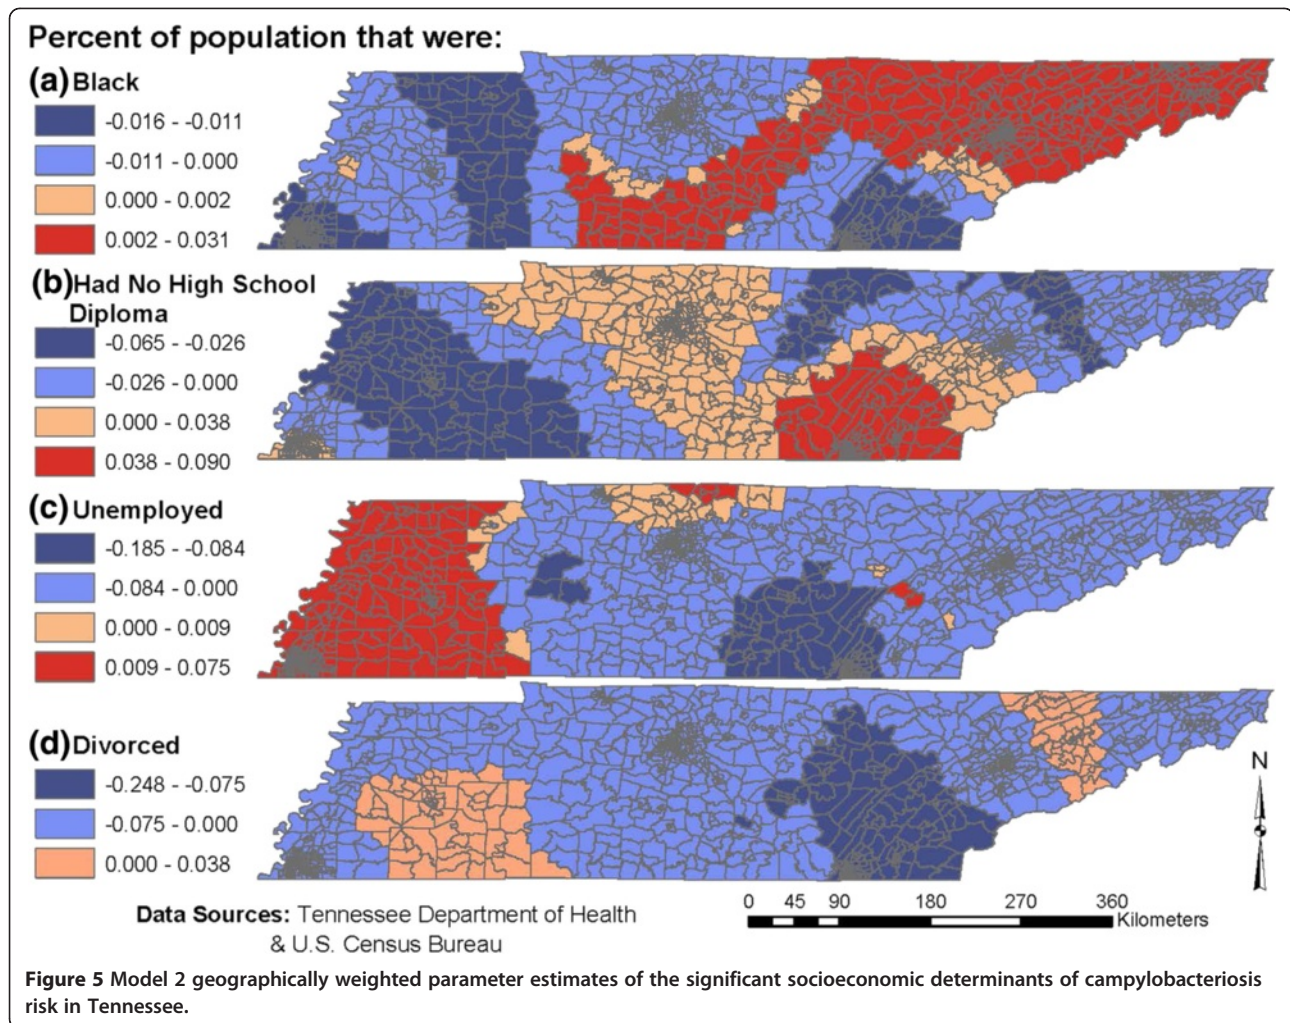 Percent of population that were:
(a) Black
-0.016 - -0.011
-0.011 - 0.000
0.000 - 0.002
0.002 - 0.031
(b) Had No High School
Diploma
-0.065 - -0.026
-0.026 - 0.000
0.000 - 0.038
0.038 - 0.090
(c) Unemployed
-0.185 - -0.084
-0.084 - 0.000
0.000 - 0.009
0.009 - 0.075
(d) Divorced
-0.248 - -0.075
-0.075 - 0.000
0.000 - 0.038
N
0 45 90 180 270 360
Kilometers
Data Sources: Tennessee Department of Health
& U.S. Census Bureau
Figure 5 Model 2 geographically weighted parameter estimates of the significant socioeconomic determinants of campylobacteriosis
risk in Tennessee.